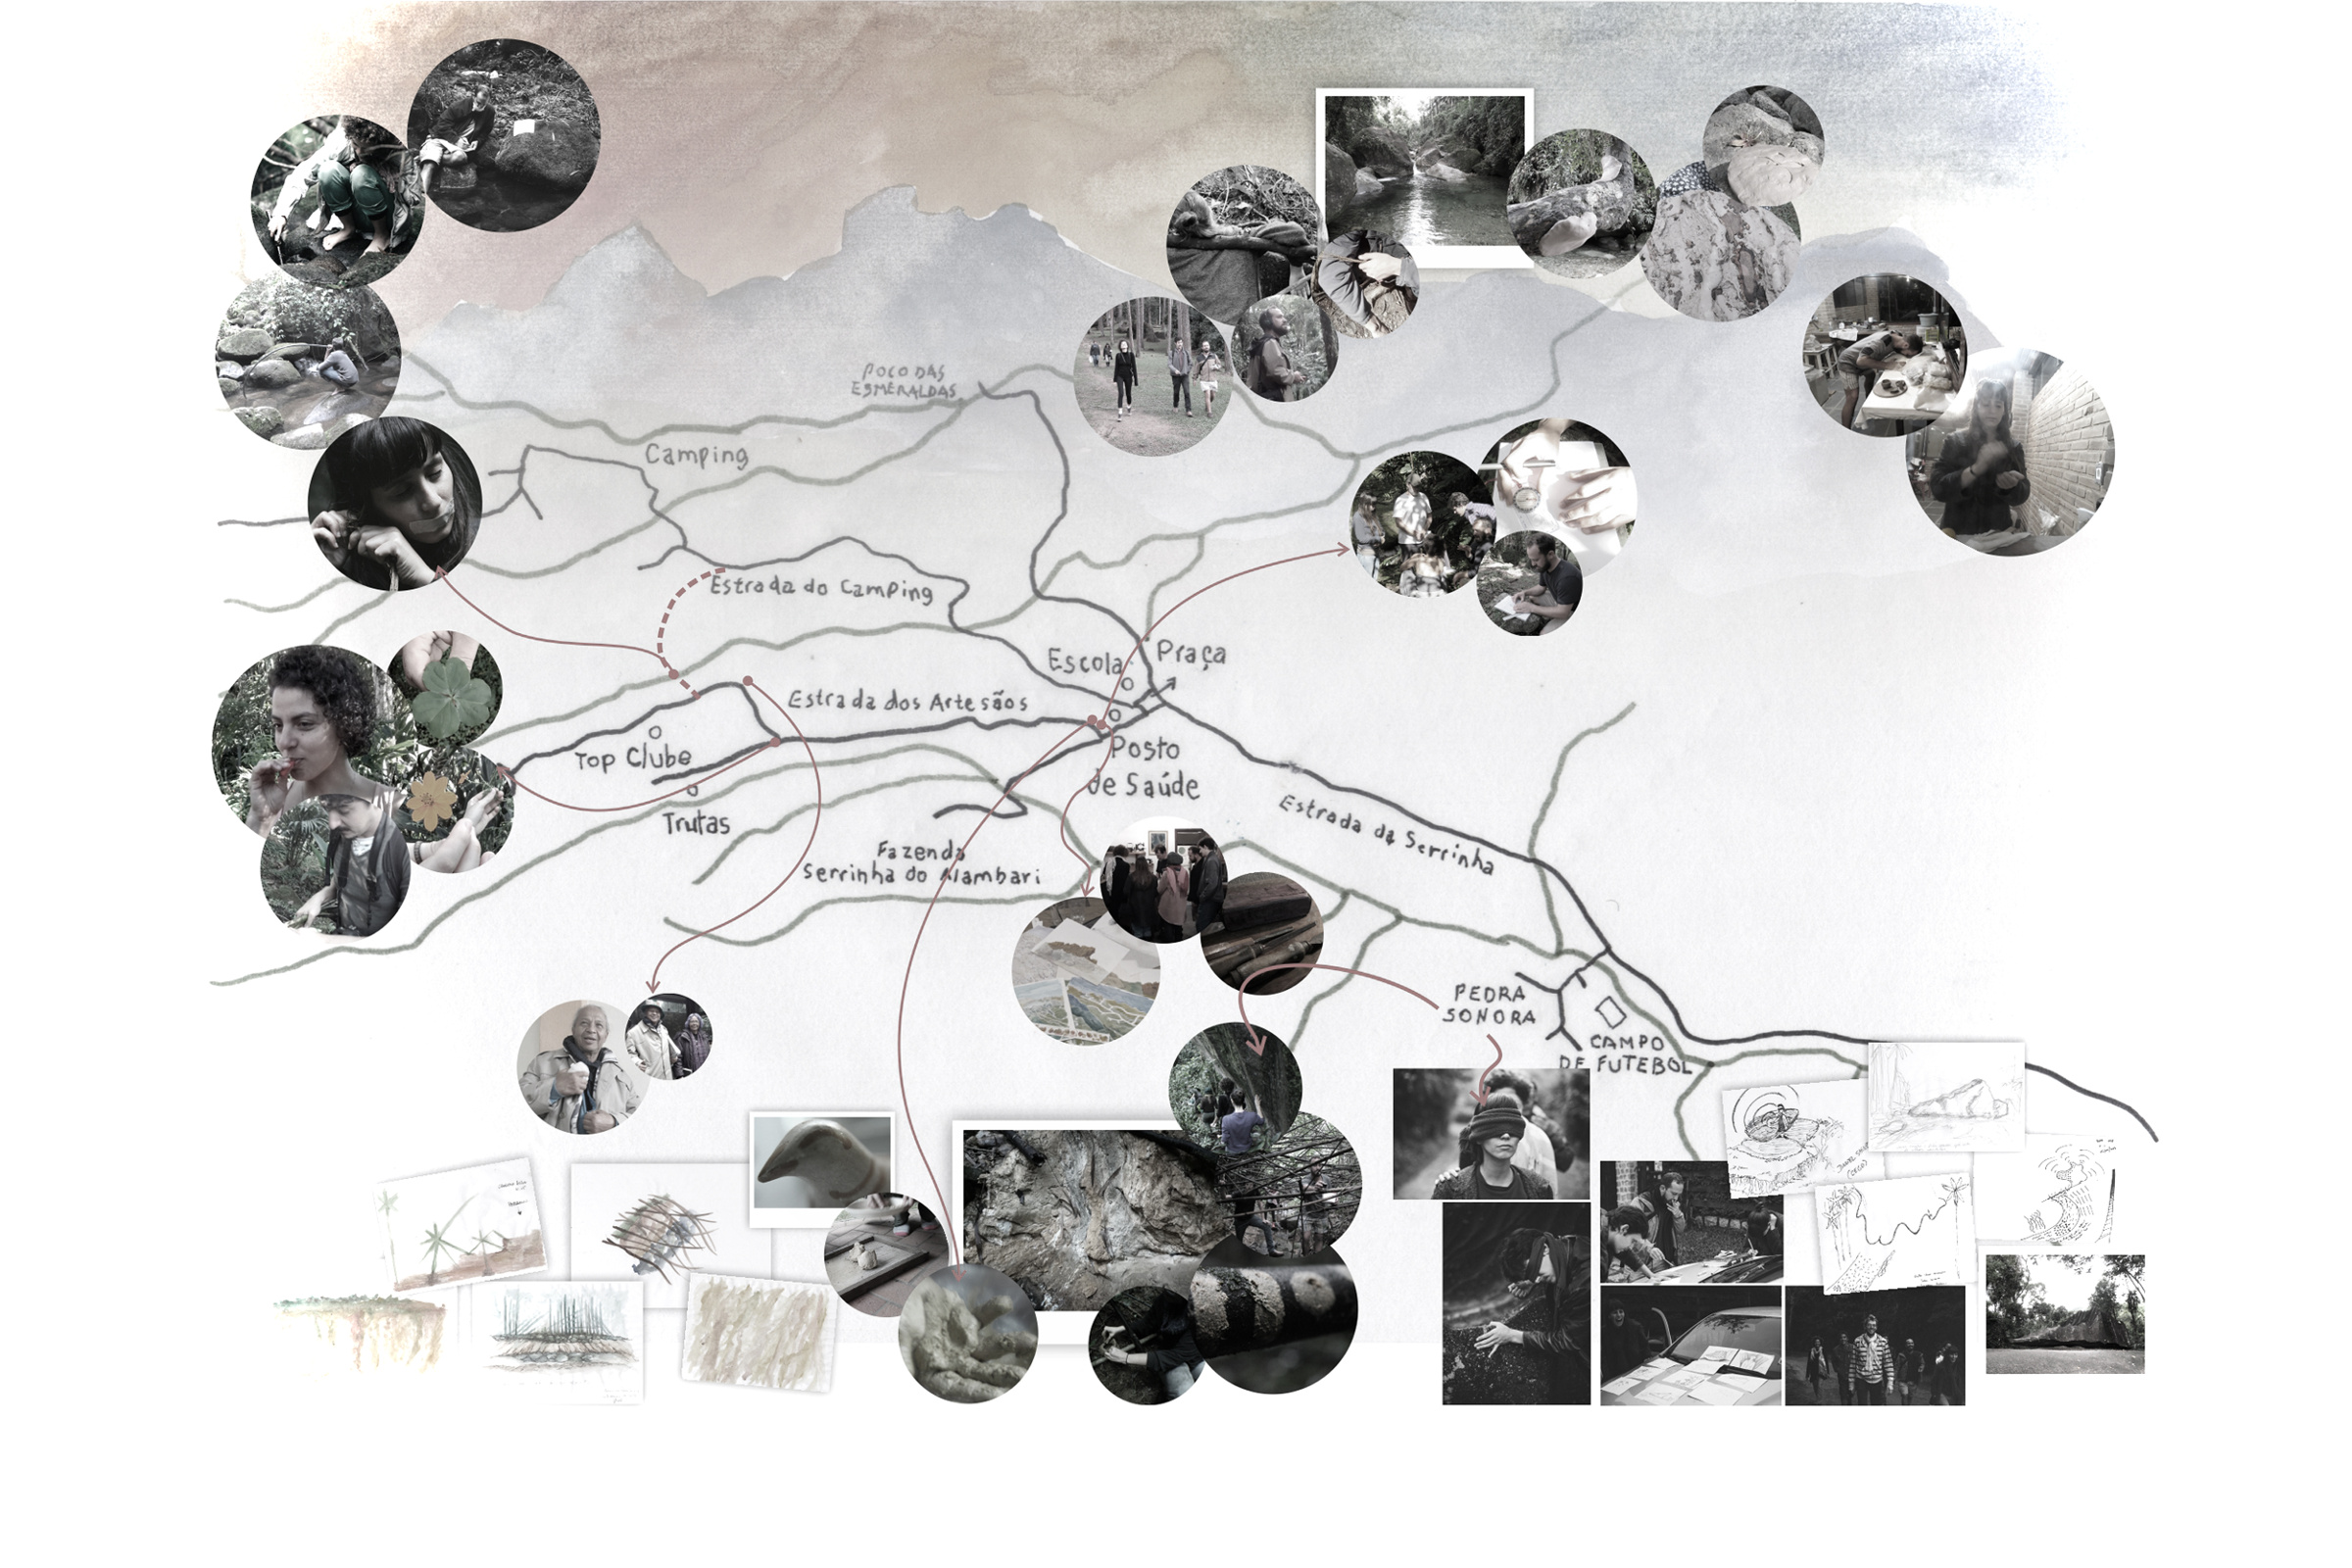 POÇO DAS
ESMERALDAS
Camping
Estrada do Camping
Escola
Praça
Estrada dos Artesãos
Top Clube
Posto
de Saúde
Trutas
Estrada da Serrinha
Fazenda
Serrinha do Alambari
PEDRA
SONORA
CAMPO
DE FUTEBOL